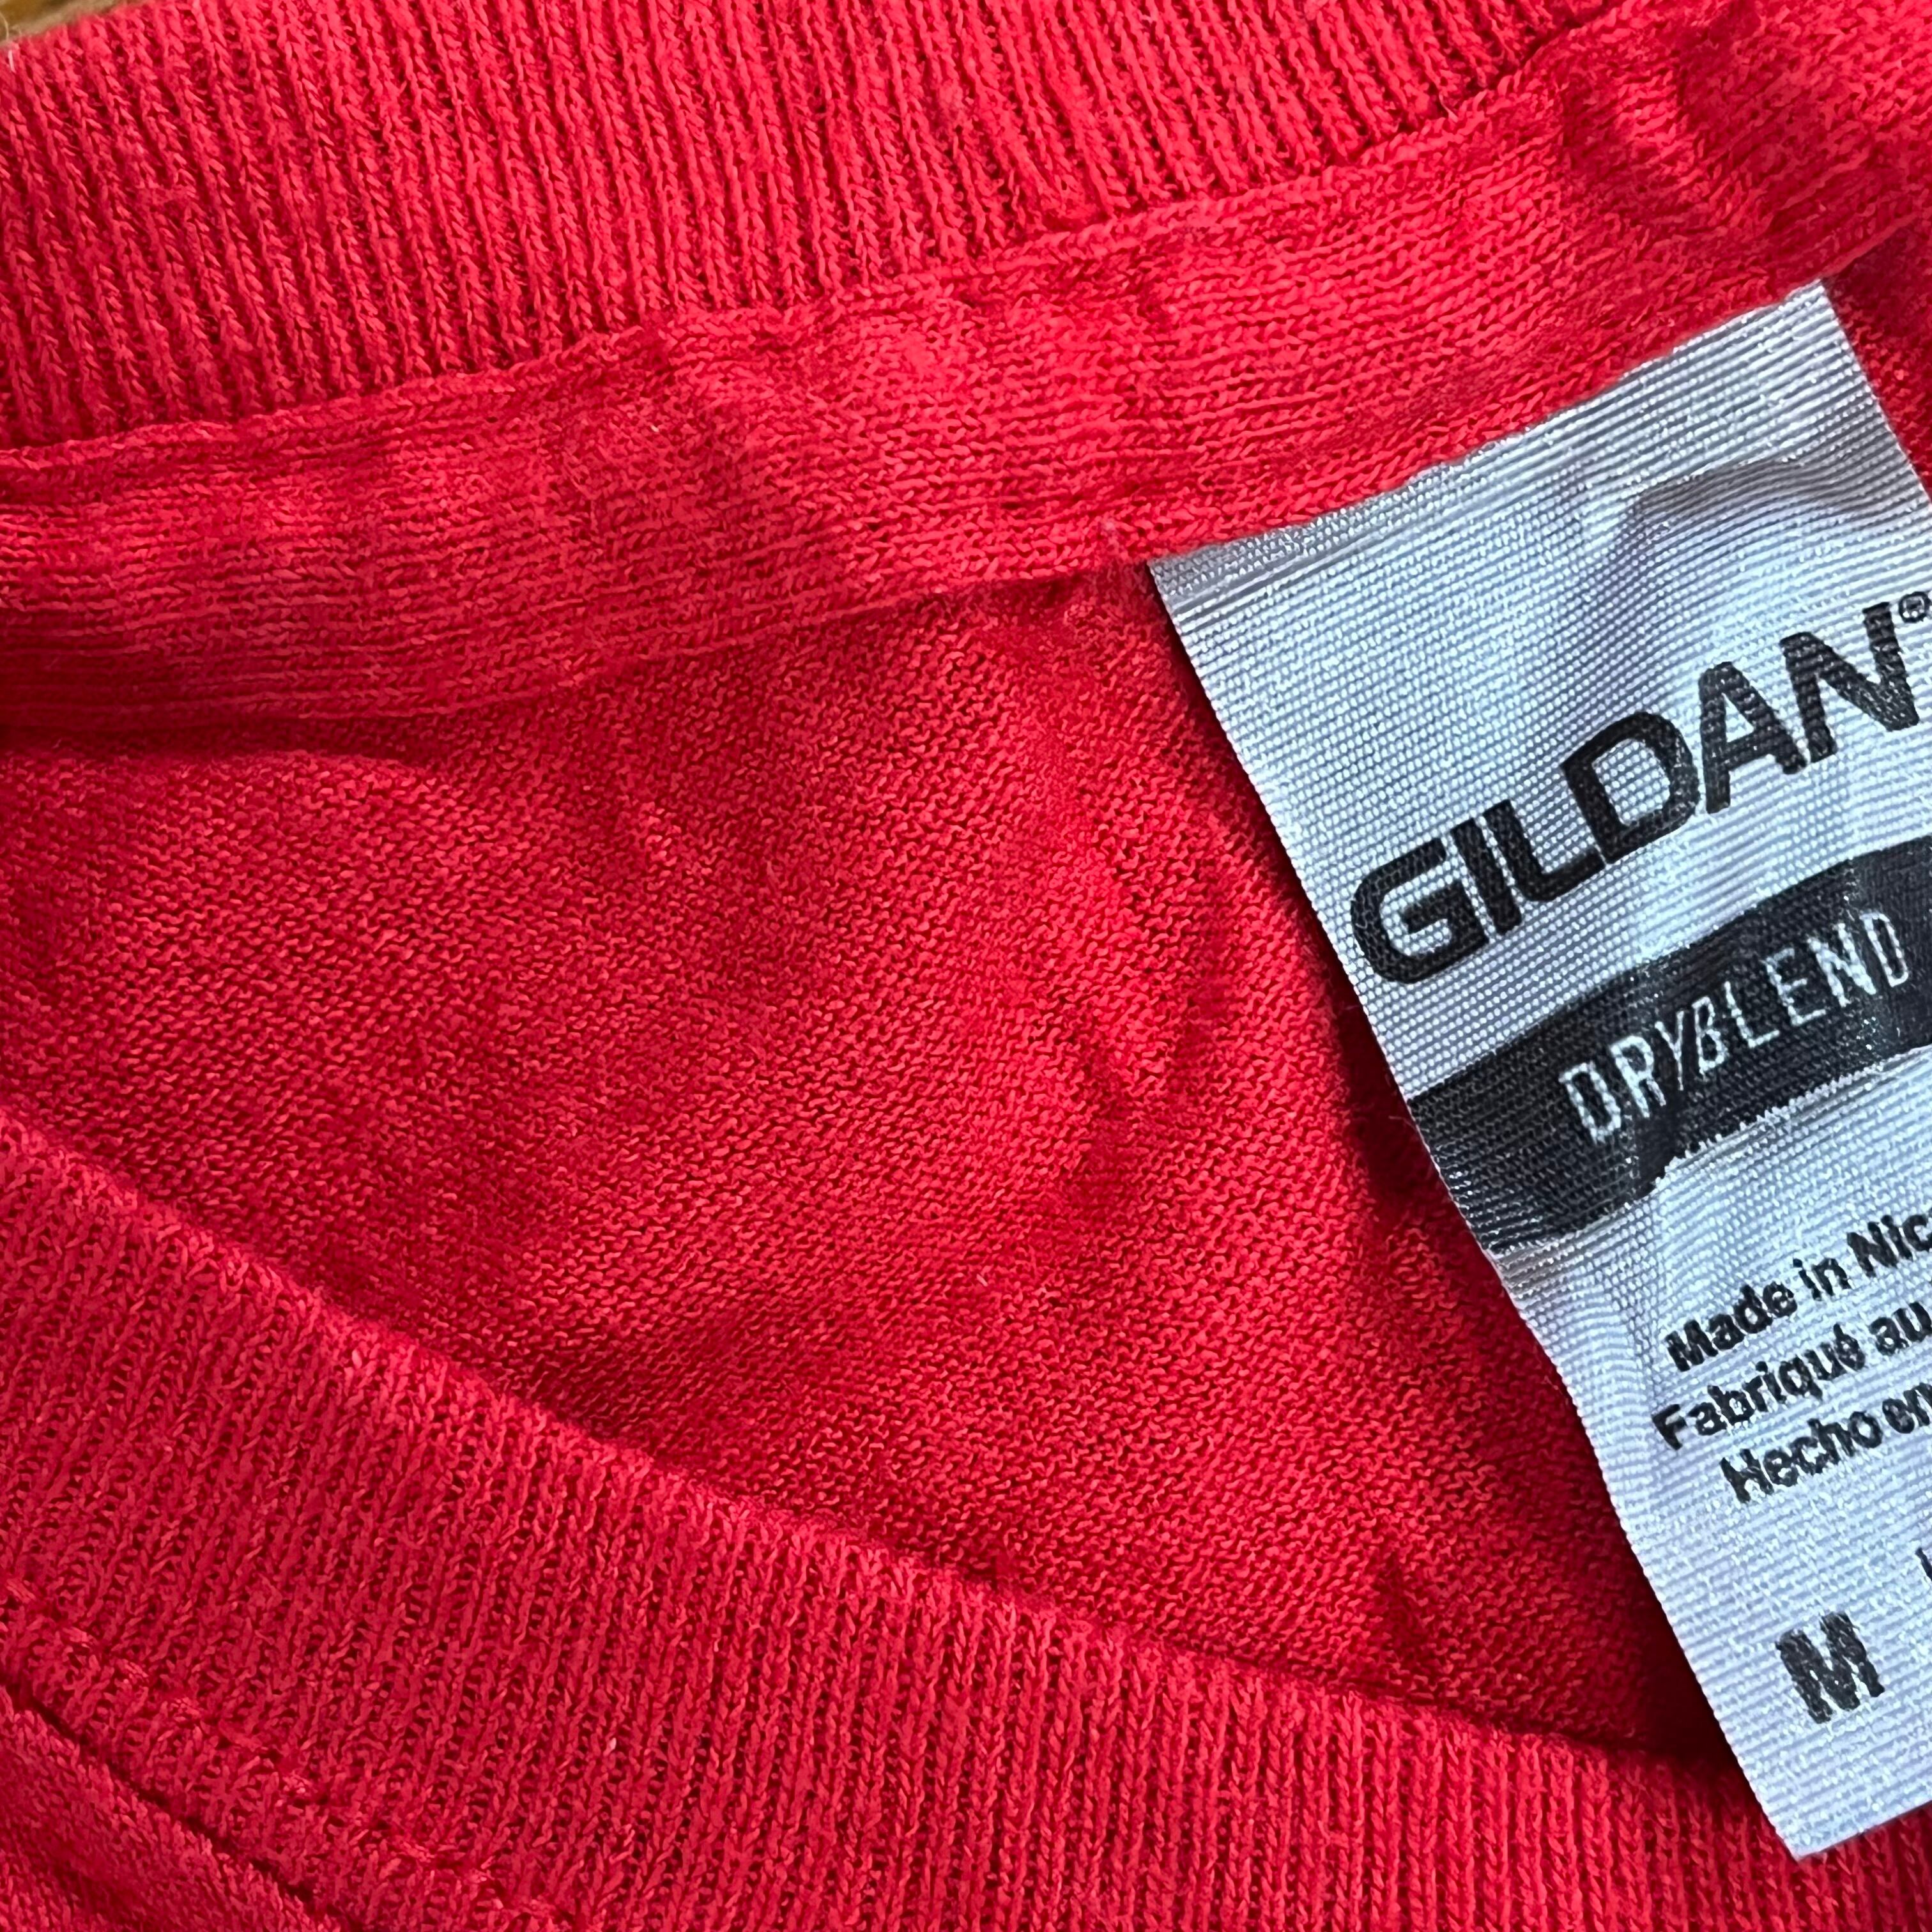 GILDAN®
DRYBLEND
Made in Nic
Fabriqué au
Hecho en
M